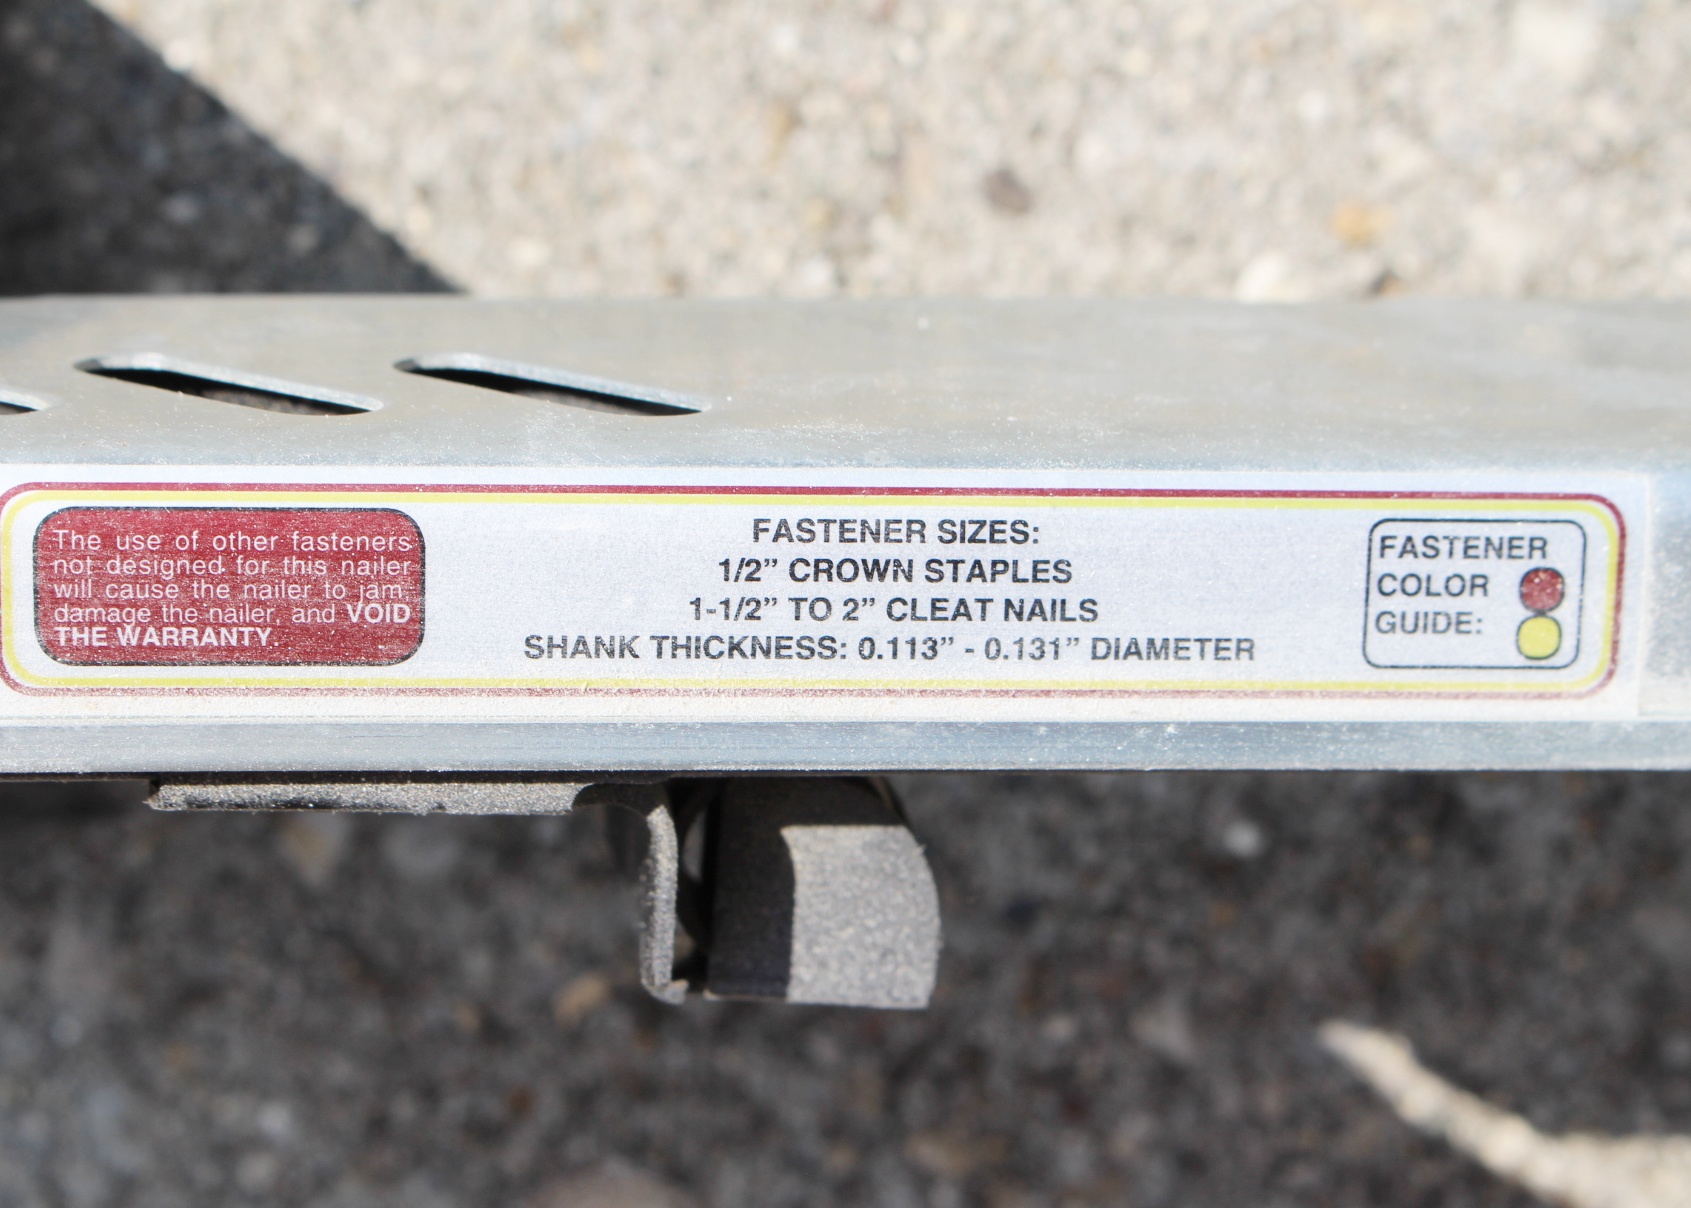 The use of other fasteners
not designed for this nailer
will cause the nailer to jam,
damage the nailer, and VOID
THE WARRANTY.
FASTENER SIZES:
1/2” CROWN STAPLES
1-1/2” TO 2” CLEAT NAILS
SHANK THICKNESS: 0.113” - 0.131” DIAMETER
FASTENER
COLOR
GUIDE: